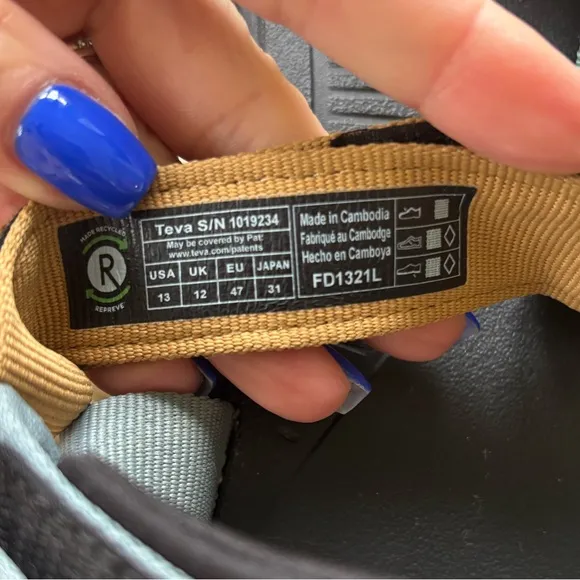 MADE RECYCLED
R
REPREVE
Teva S/N 1019234
May be covered by Pat:
www.teva.com/patents
USA UK EU JAPAN
13 12 47 31
Made in Cambodia
Fabriqué au Cambodge
Hecho en Camboya
FD1321L